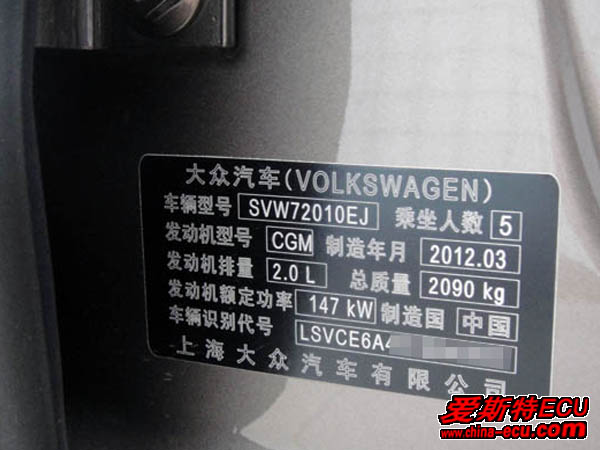 大众汽车(VOLKSWAGEN)
车辆型号 SVW72010EJ 乘坐人数 5
发动机型号 CGM 制造年月 2012.03
发动机排量 2.0 L 总质量 2090 kg
发动机额定功率 147 kW 制造国 中国
车辆识别代号 LSVCE6A4
上海大众汽车有限公司
爱斯特ECU
www.china-ecu.com